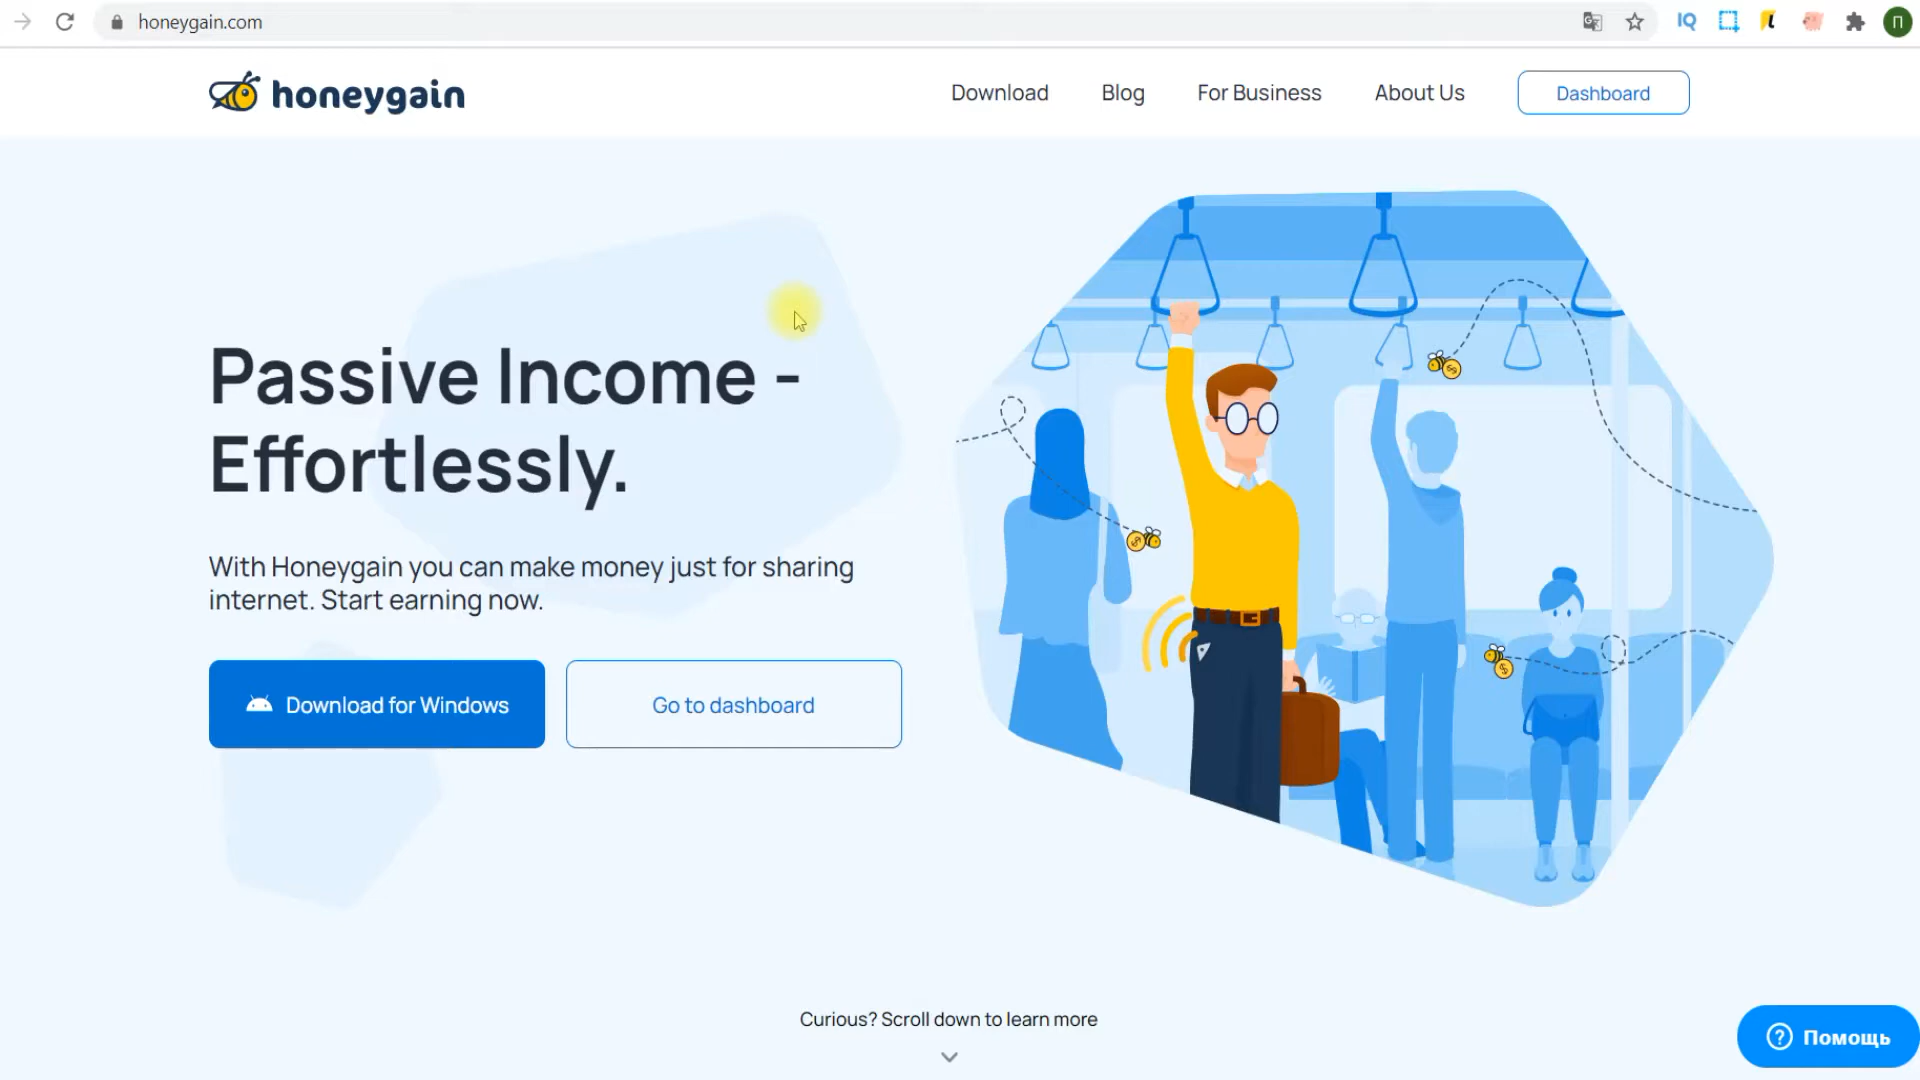 honeygain.com
IQ
П
honeygain
Download
Blog
For Business
About Us
Dashboard
Passive Income -
Effortlessly.
With Honeygain you can make money just for sharing
internet. Start earning now.
Download for Windows
Go to dashboard
Curious? Scroll down to learn more
Помощь